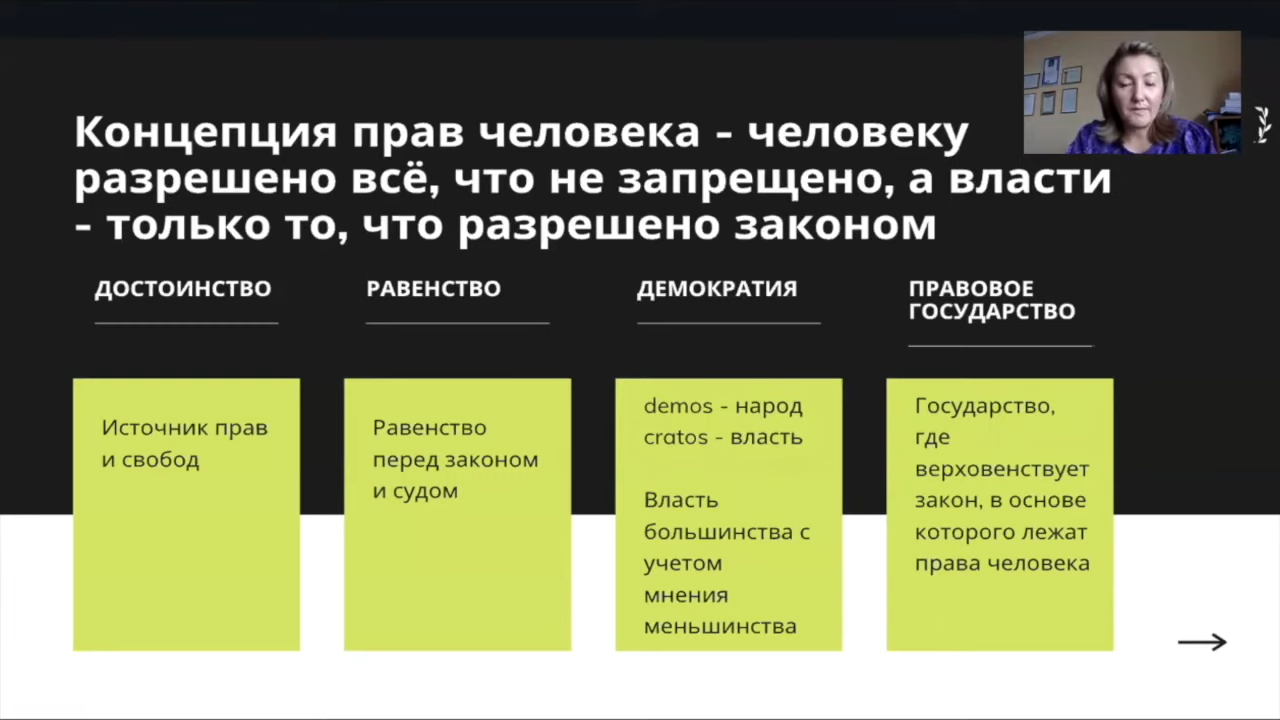 Концепция прав человека - человеку
разрешено всё, что не запрещено, а власти
- только то, что разрешено законом
ДОСТОИНСТВО
Источник прав
и свобод
РАВЕНСТВО
Равенство
перед законом
и судом
ДЕМОКРАТИЯ
demos - народ
cratos - власть
Власть
большинства с
учетом
мнения
меньшинства
ПРАВОВОЕ
ГОСУДАРСТВО
Государство,
где
верховенствует
закон, в основе
которого лежат
права человека